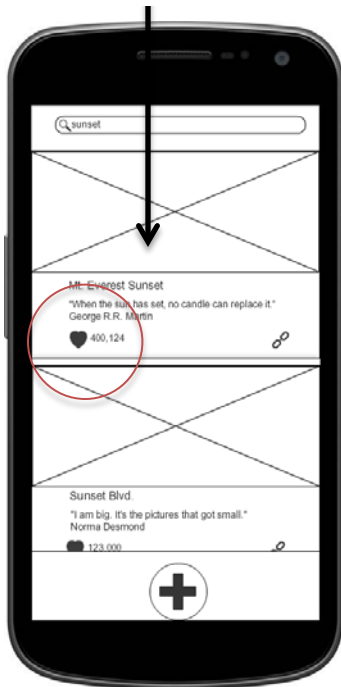 sunset
Mt. Everest Sunset
"When the sun has set, no candle can replace it."
George R.R. Martin
400,124
Sunset Blvd.
"I am big. It's the pictures that got small."
Norma Desmond
123,000